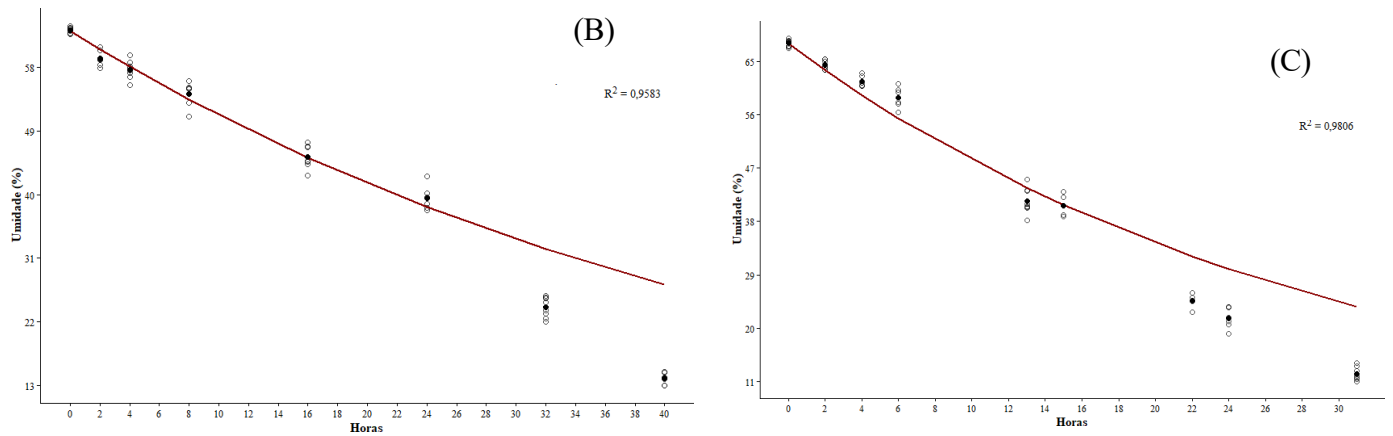 (B)
R² = 0,9583
Umidade (%)
58
49
40
31
22
13
0 2 4 8 12 14 16 18 20 22 24 26 28 30 32 34 36 38 40
Horas
(C)
R² = 0,9806
Umidade (%)
65
56
47
38
29
20
11
0 2 4 6 8 10 12 14 16 18 20 22 24 26 28 30
Horas